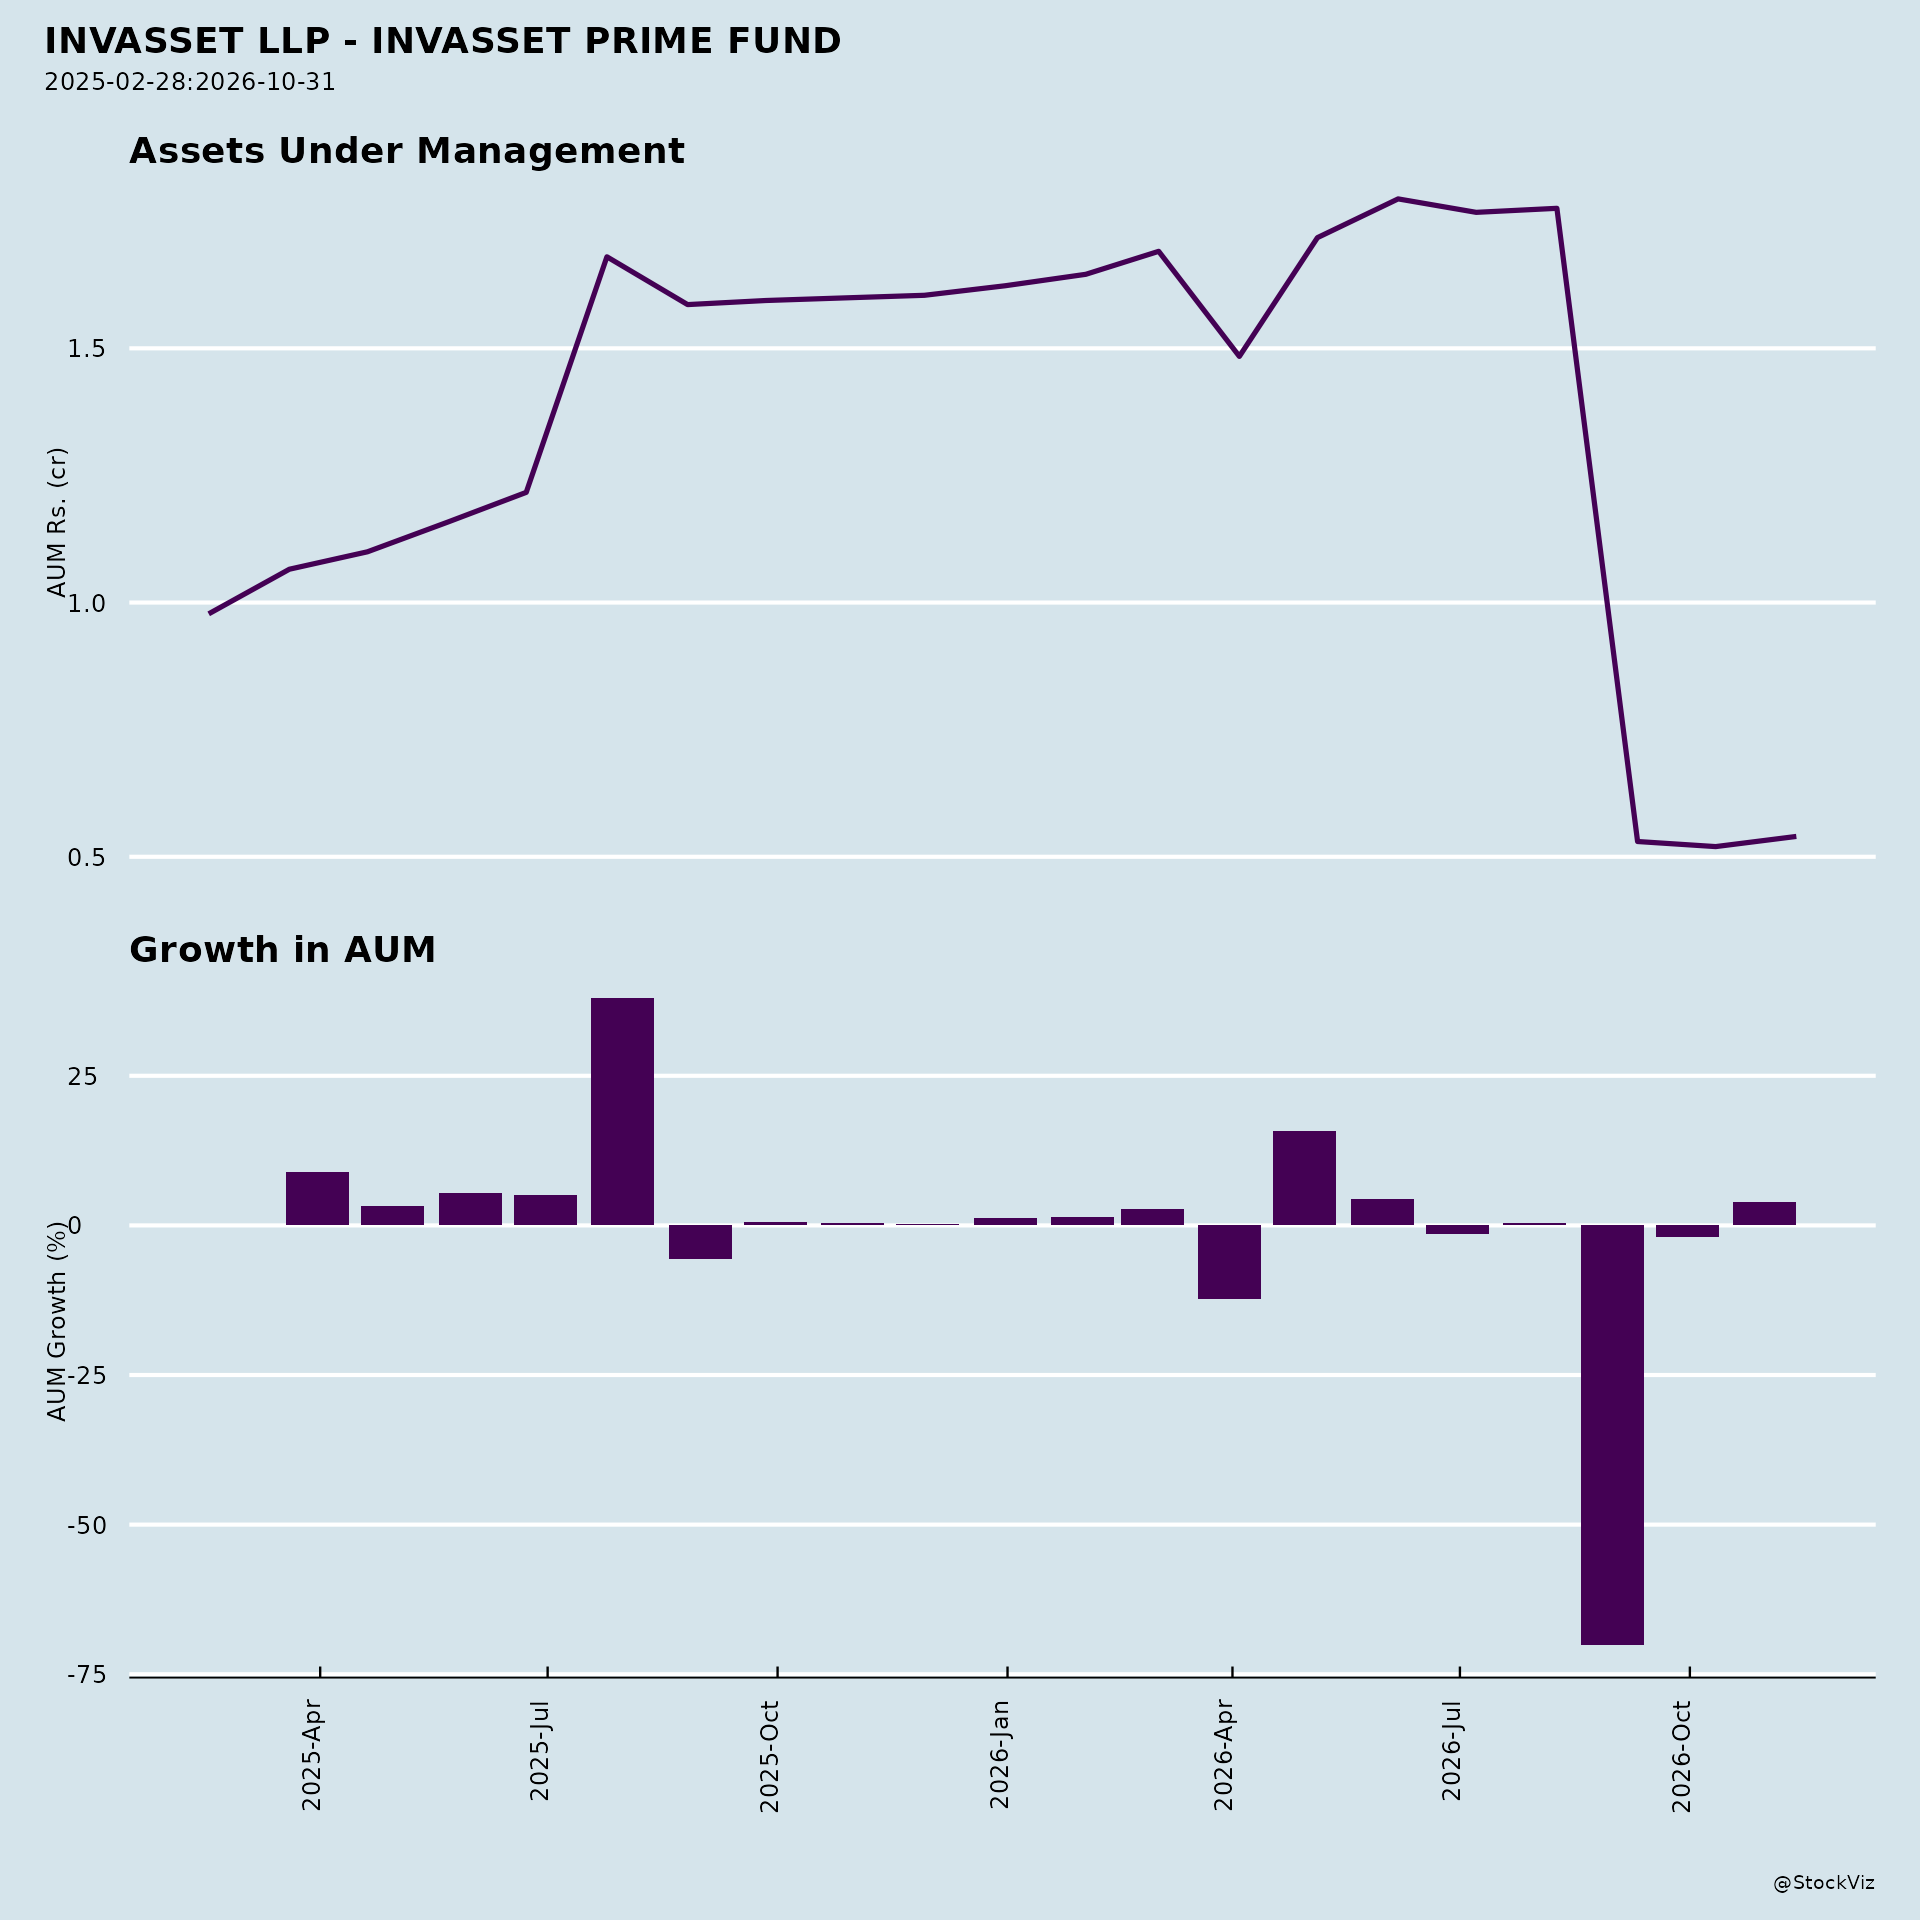 INVASSET LLP - INVASSET PRIME FUND
2025-02-28:2026-10-31
Assets Under Management
AUM Rs. (cr)
1.5
1.0
0.5
Growth in AUM
AUM Growth (%)
25
0
-25
-50
-75
2025-Apr
2025-Jul
2025-Oct
2026-Jan
2026-Apr
2026-Jul
2026-Oct
@StockViz